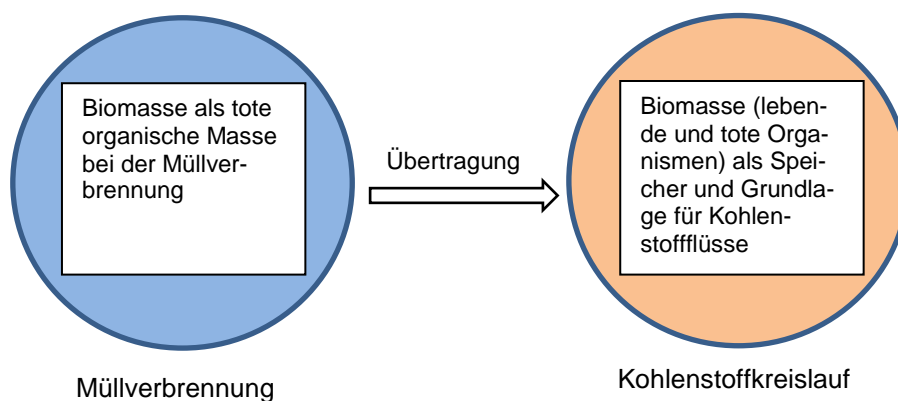 Biomasse als tote
organische Masse
bei der Müllver-
brennung
Übertragung
Biomasse (leben-
de und tote Orga-
nismen) als Spei-
cher und Grundla-
ge für Kohlen-
stoffflüsse
Müllverbrennung
Kohlenstoffkreislauf